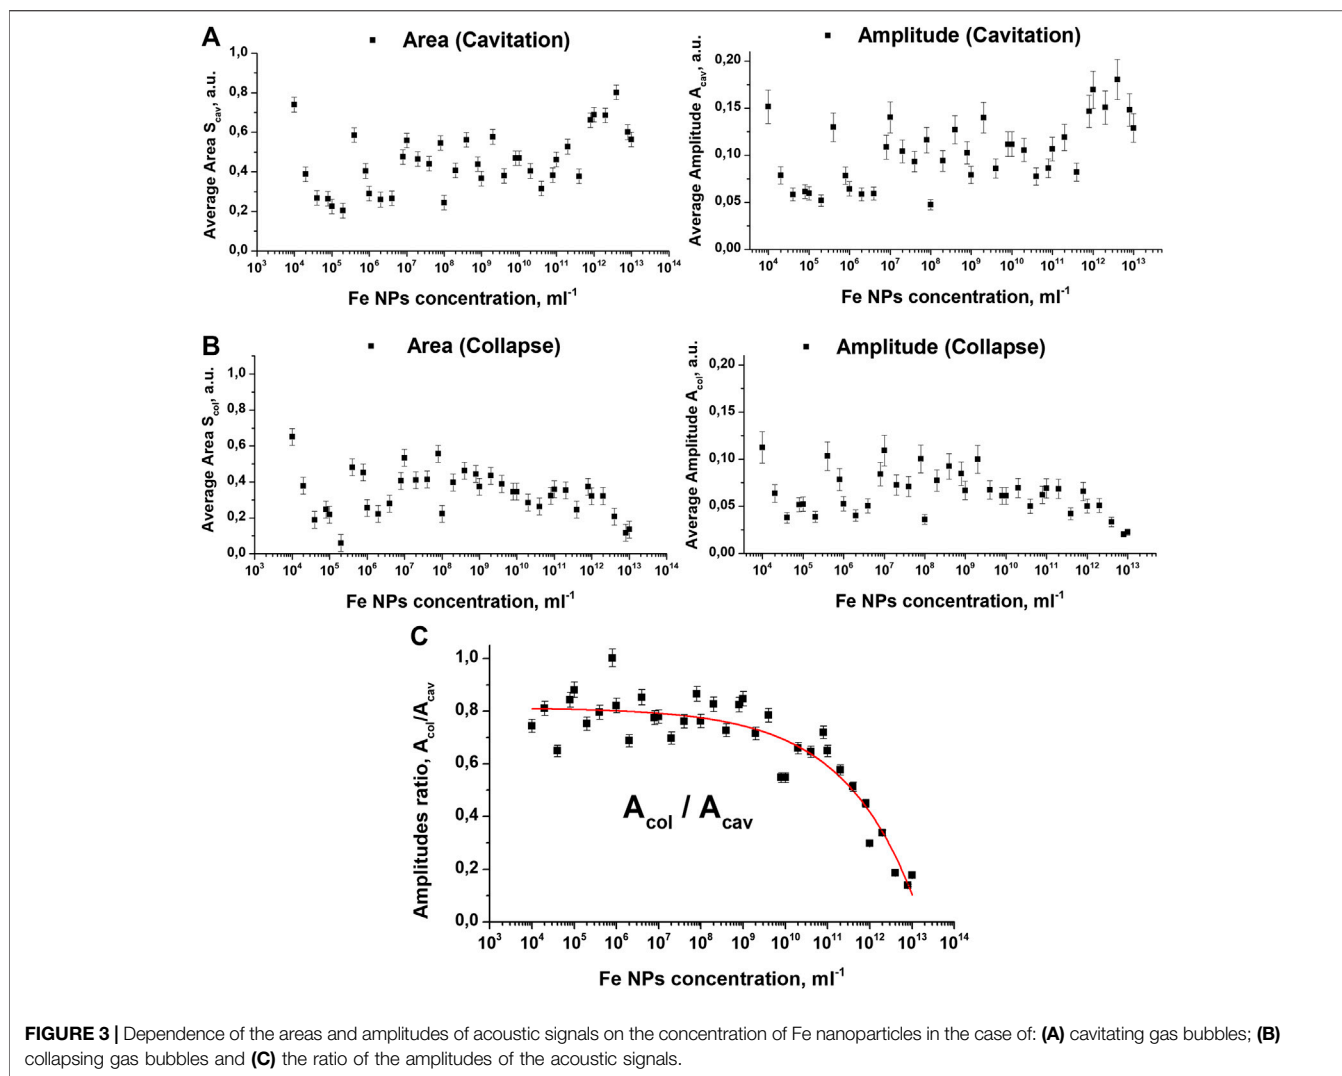 A
Area (Cavitation)
Average Area S_cav, a.u.
1,0
0,8
0,6
0,4
0,2
0,0
10^3 10^4 10^5 10^6 10^7 10^8 10^9 10^10 10^11 10^12 10^13 10^14
Fe NPs concentration, ml^-1
Amplitude (Cavitation)
Average Amplitude A_cav, a.u.
0,20
0,15
0,10
0,05
0,00
10^4 10^5 10^6 10^7 10^8 10^9 10^10 10^11 10^12 10^13
Fe NPs concentration, ml^-1
B
Area (Collapse)
Average Area S_col, a.u.
1,0
0,8
0,6
0,4
0,2
0,0
10^3 10^4 10^5 10^6 10^7 10^8 10^9 10^10 10^11 10^12 10^13 10^14
Fe NPs concentration, ml^-1
Amplitude (Collapse)
Average Amplitude A_col, a.u.
0,20
0,15
0,10
0,05
0,00
10^4 10^5 10^6 10^7 10^8 10^9 10^10 10^11 10^12 10^13
Fe NPs concentration, ml^-1
C
Amplitudes ratio, A_col/A_cav
1,0
0,8
0,6
0,4
0,2
0,0
A_col / A_cav
10^3 10^4 10^5 10^6 10^7 10^8 10^9 10^10 10^11 10^12 10^13 10^14
Fe NPs concentration, ml^-1
FIGURE 3 | Dependence of the areas and amplitudes of acoustic signals on the concentration of Fe nanoparticles in the case of: (A) cavitating gas bubbles; (B)
collapsing gas bubbles and (C) the ratio of the amplitudes of the acoustic signals.